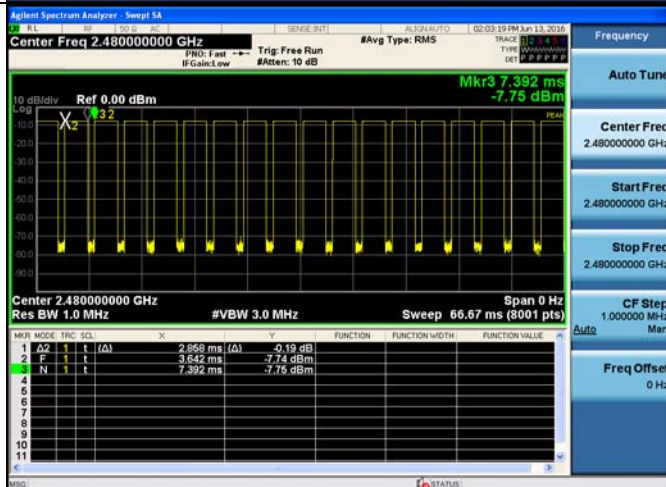 Agilent Spectrum Analyzer - Swept SA
RL RF 50 Ω AC SENSE:INT ALIGN AUTO 02:03:19 PM Jun 13, 2016
Center Freq 2.480000000 GHz #Avg Type: RMS TRACE 1 2 3 4 5 6
PNO: Fast Trig: Free Run TYPE
IFGain:Low #Atten: 10 dB DET P P P P P P
Mkr3 7.392 ms
-7.75 dBm
10 dB/div Ref 0.00 dBm
Log
PEAK
X2 3 2
-10.0
-20.0
-30.0
-40.0
-50.0
-60.0
-70.0
-80.0
-90.0
Center 2.480000000 GHz Span 0 Hz
Res BW 1.0 MHz #VBW 3.0 MHz Sweep 66.67 ms (8001 pts)
MKR MODE TRC SCL X Y FUNCTION FUNCTION WIDTH FUNCTION VALUE
1 Δ2 1 t (Δ) 2.858 ms (Δ) -0.19 dB
2 F 1 t 3.642 ms -7.74 dBm
3 N 1 t 7.392 ms -7.75 dBm
4
5
6
7
8
9
10
11
MSG STATUS
Frequency
Auto Tune
Center Freq
2.480000000 GHz
Start Freq
2.480000000 GHz
Stop Freq
2.480000000 GHz
CF Step
1.000000 MHz
Auto Man
Freq Offset
0 Hz